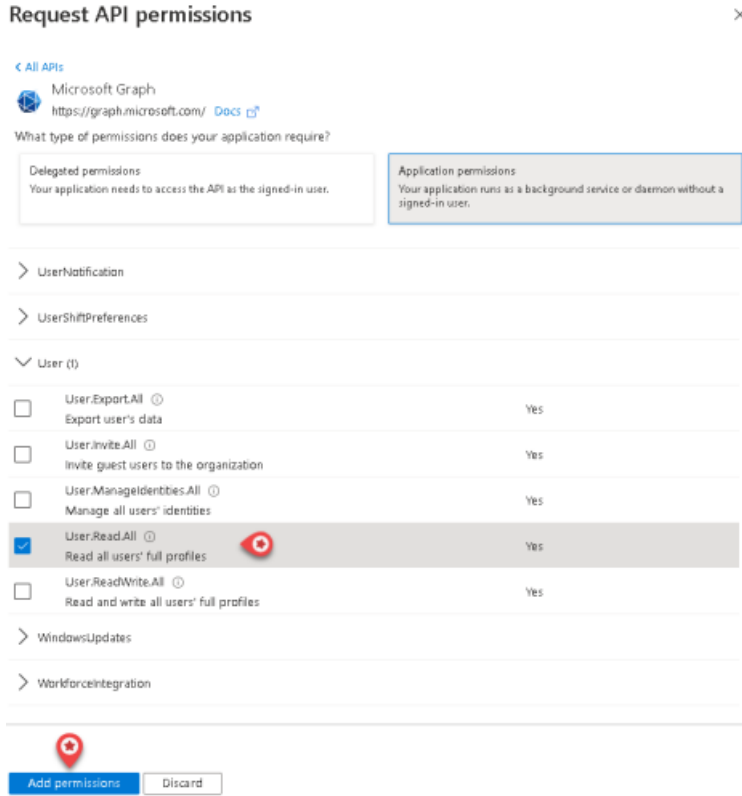 Request API permissions
All APIs
Microsoft Graph
https://graph.microsoft.com/ Docs
What type of permissions does your application require?
Delegated permissions
Your application needs to access the API as the signed-in user.
Application permissions
Your application runs as a background service or daemon without a
signed-in user.
UserNotification
UserShiftPreferences
User (1)
User.Export.All
Export user's data
Yes
User.Invite.All
Invite guest users to the organization
Yes
User.ManageIdentities.All
Manage all users' identities
Yes
User.Read.All
Read all users' full profiles
Yes
User.ReadWrite.All
Read and write all users' full profiles
Yes
WindowsUpdates
WorkforceIntegration
Add permissions
Discard